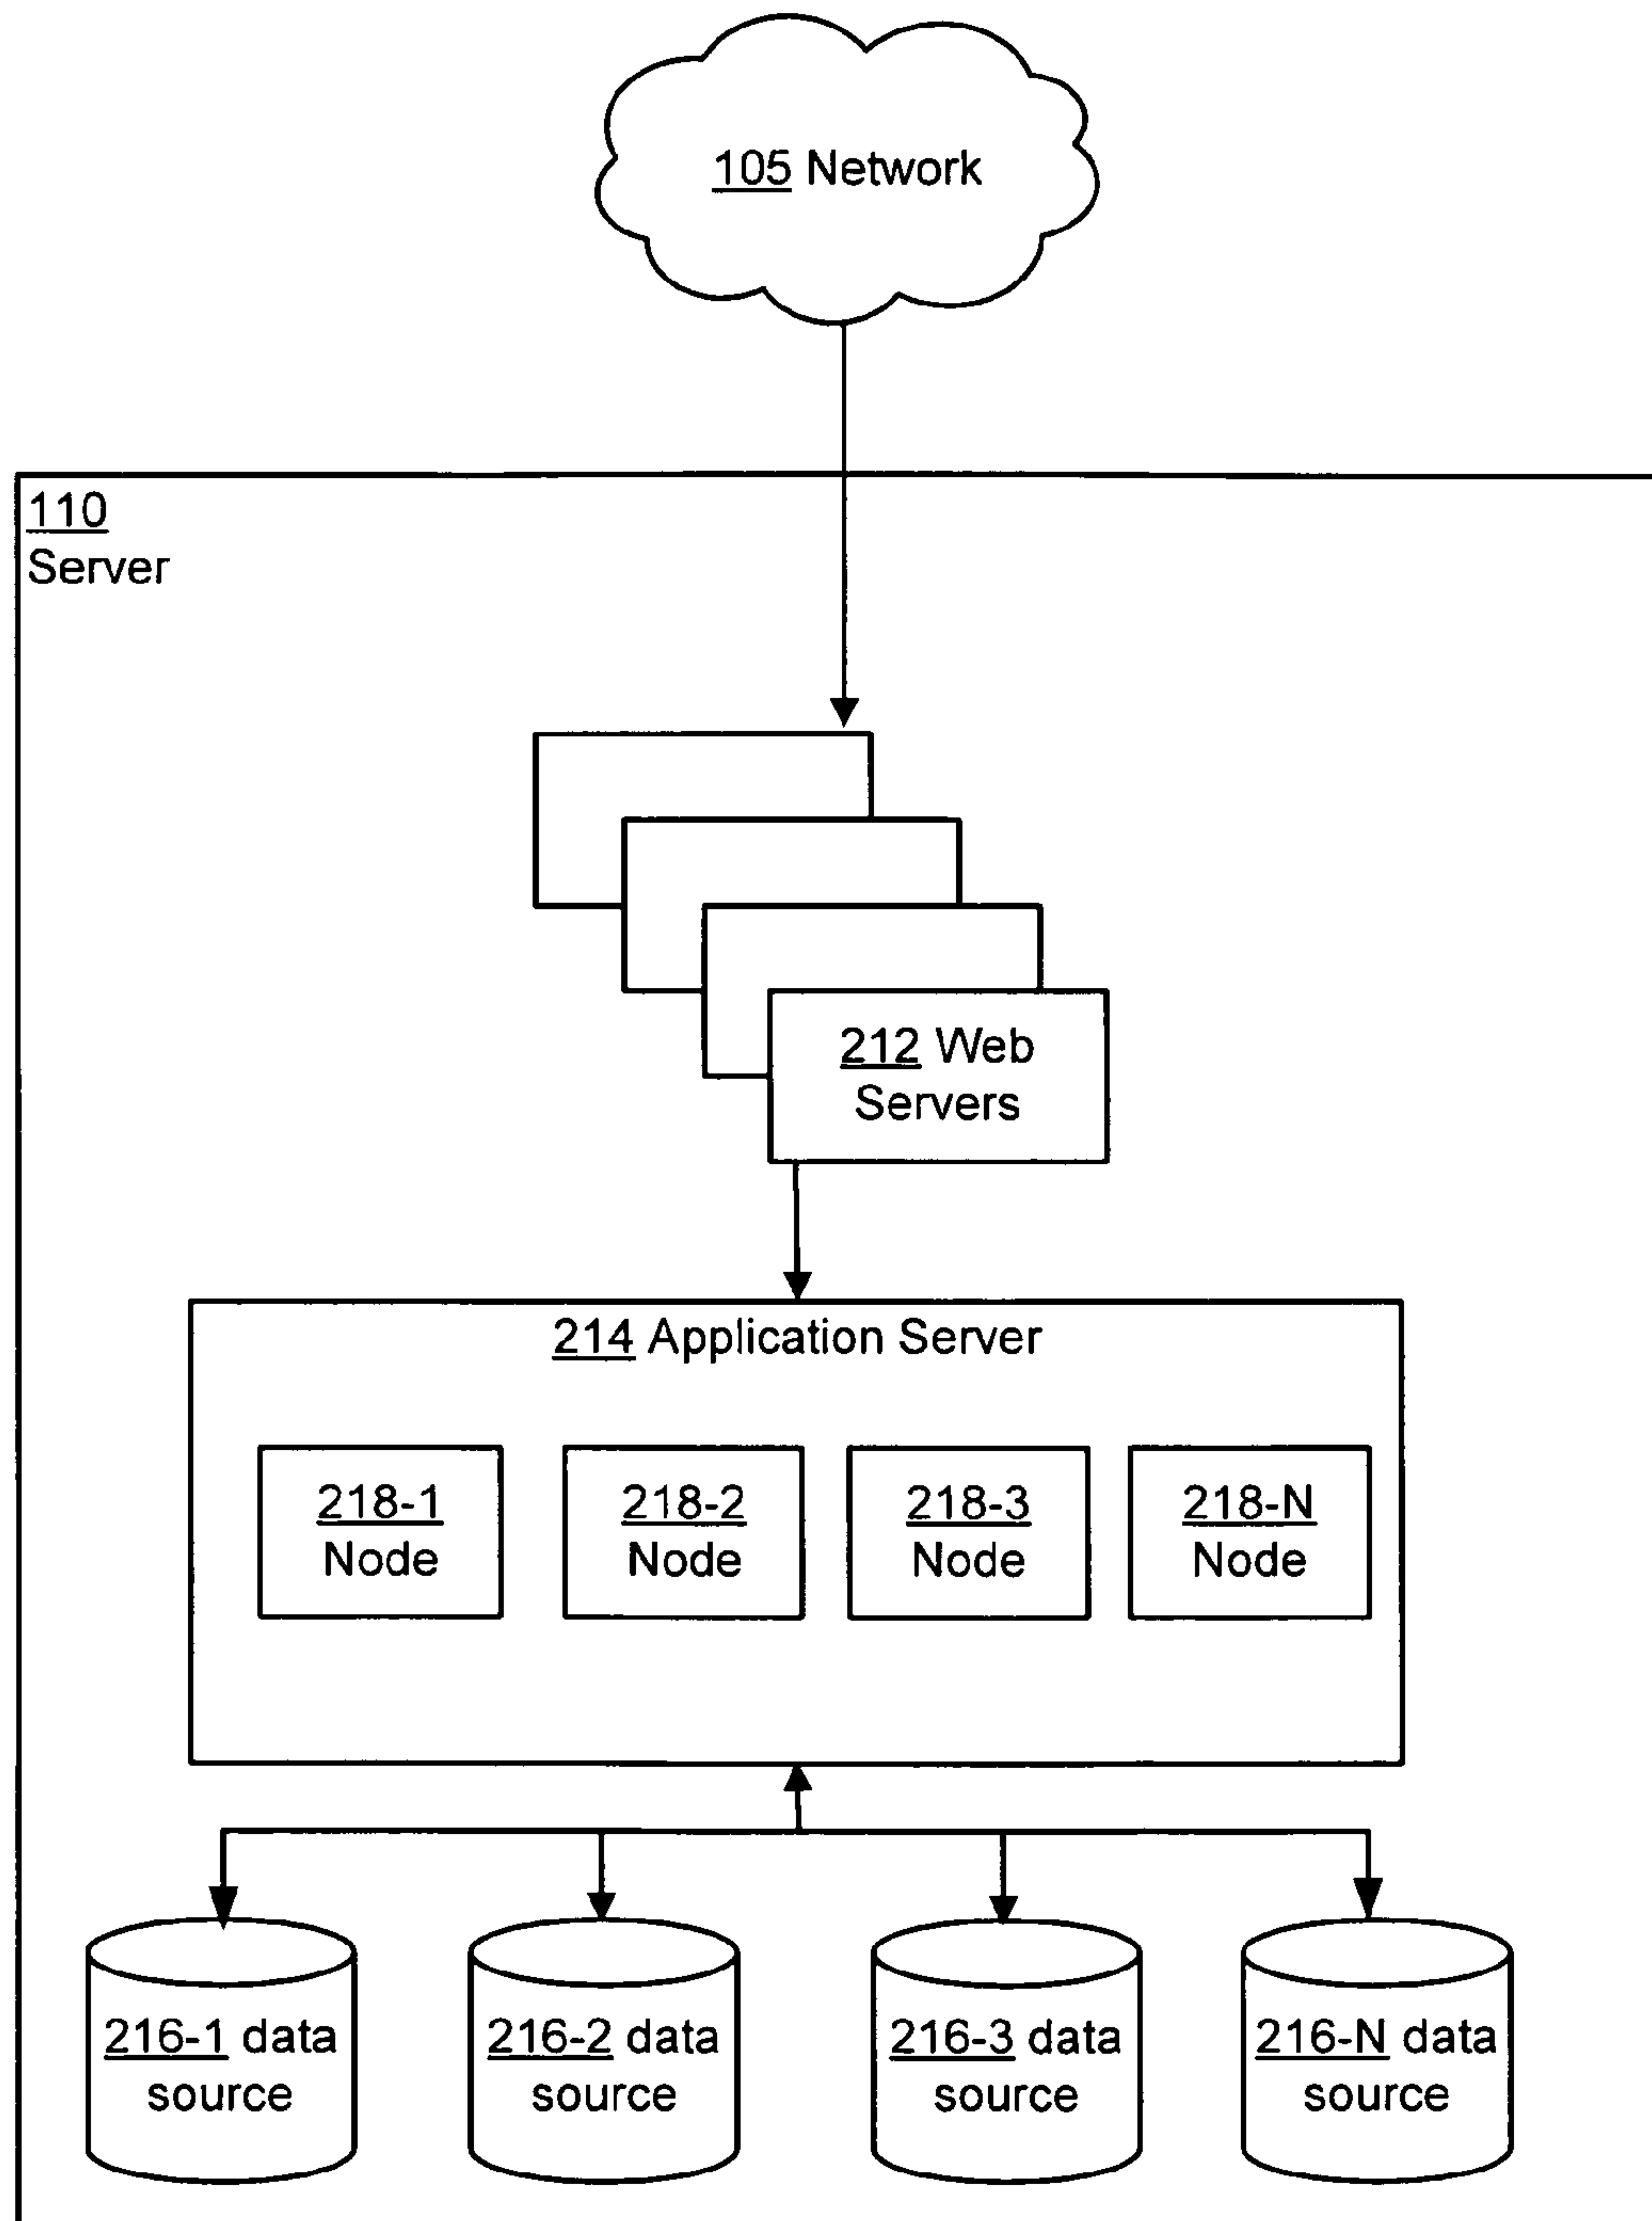 105 Network
110
Server
212 Web
Servers
214 Application Server
218-1
Node
218-2
Node
218-3
Node
218-N
Node
216-1 data
source
216-2 data
source
216-3 data
source
216-N data
source